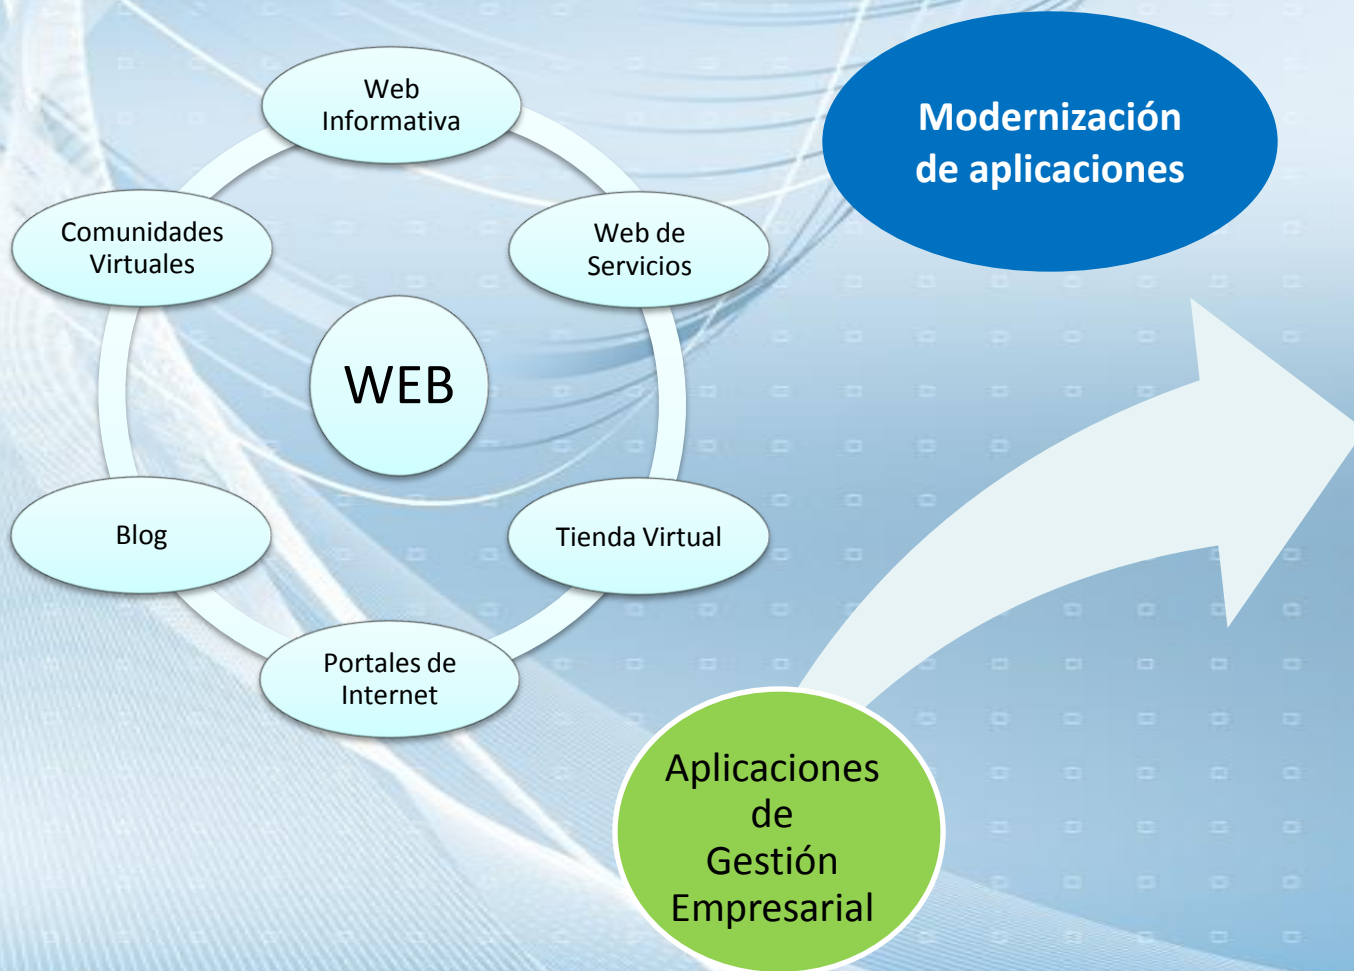 Web
Informativa
Modernización
de aplicaciones
Comunidades
Virtuales
Web de
Servicios
WEB
Blog
Tienda Virtual
Portales de
Internet
Aplicaciones
de
Gestión
Empresarial